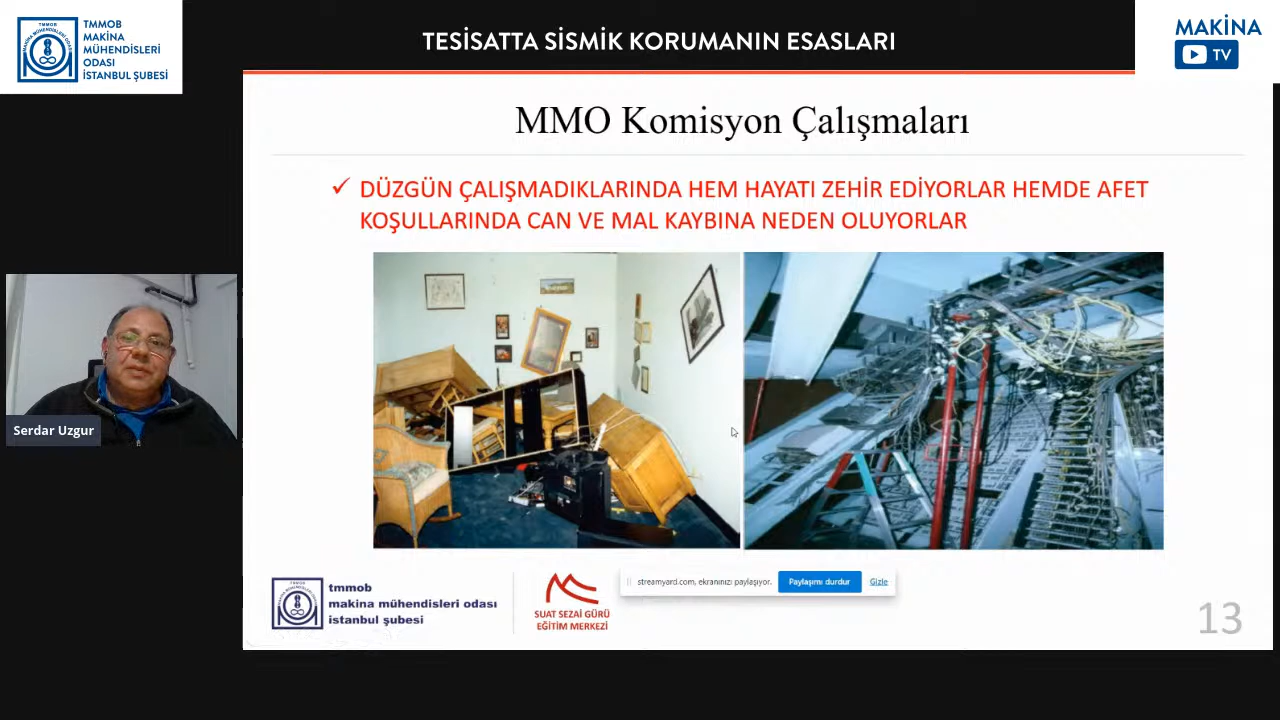 TMMOB
MAKİNA
MÜHENDİSLERİ
ODASI
İSTANBUL ŞUBESİ
TESİSATTA SİSMİK KORUMANIN ESASLARI
MAKİNA
TV
MMO Komisyon Çalışmaları
DÜZGÜN ÇALIŞMADIKLARINDA HEM HAYATI ZEHİR EDİYORLAR HEMDE AFET
KOŞULLARINDA CAN VE MAL KAYBINA NEDEN OLUYORLAR
Serdar Uzgur
tmmob
makina mühendisleri odası
istanbul şubesi
SUAT SEZAİ GÜRÜ
EĞİTİM MERKEZİ
streamyard.com, ekranınızı paylaşıyor.
Paylaşımı durdur
Gizle
13